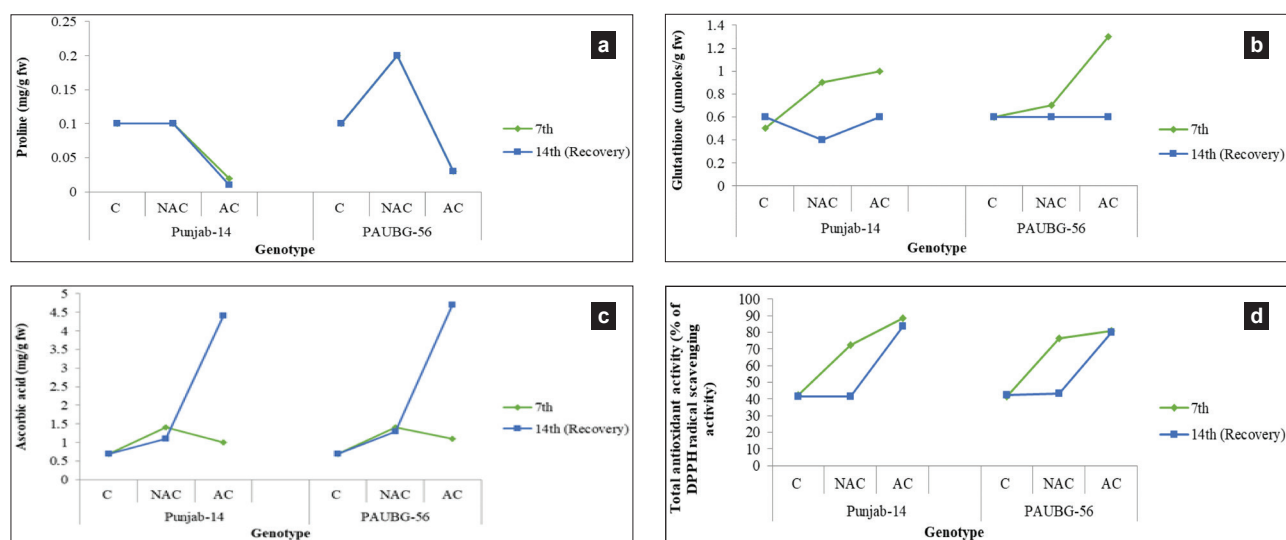 a
Proline (mg/g fw)
0.25
0.2
0.15
0.1
0.05
0
C NAC AC C NAC AC
Punjab-14 PAUBG-56
Genotype
7th
14th (Recovery)
b
Glutathione (µmoles/g fw)
1.4
1.2
1
0.8
0.6
0.4
0.2
0
C NAC AC C NAC AC
Punjab-14 PAUBG-56
Genotype
7th
14th (Recovery)
c
Ascorbic acid (mg/g fw)
5
4.5
4
3.5
3
2.5
2
1.5
1
0.5
0
C NAC AC C NAC AC
Punjab-14 PAUBG-56
Genotype
7th
14th (Recovery)
d
Total antioxidant activity (% of
DPPH radical scavenging
activity)
100
90
80
70
60
50
40
30
20
10
0
C NAC AC C NAC AC
Punjab-14 PAUBG-56
Genotype
7th
14th (Recovery)